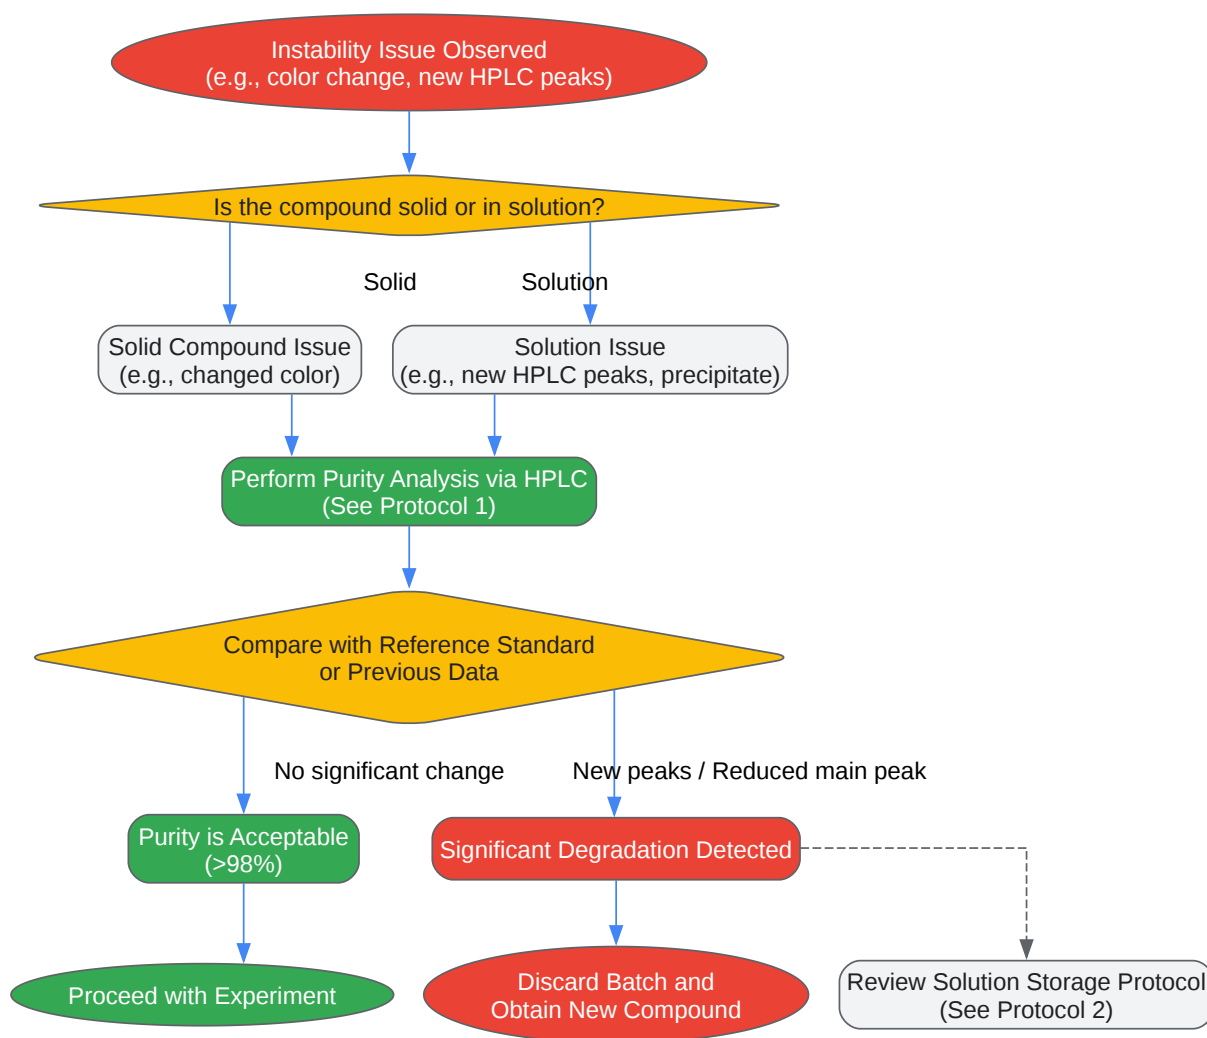 Instability Issue Observed
(e.g., color change, new HPLC peaks)
Is the compound solid or in solution?
Solid
Solution
Solid Compound Issue
(e.g., changed color)
Solution Issue
(e.g., new HPLC peaks, precipitate)
Perform Purity Analysis via HPLC
(See Protocol 1)
Compare with Reference Standard
or Previous Data
No significant change
New peaks / Reduced main peak
Purity is Acceptable
(>98%)
Significant Degradation Detected
Proceed with Experiment
Discard Batch and
Obtain New Compound
Review Solution Storage Protocol
(See Protocol 2)